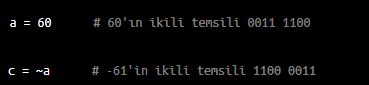 a = 60 # 60'ın ikili temsili 0011 1100
c = ~a # -61'in ikili temsili 1100 0011